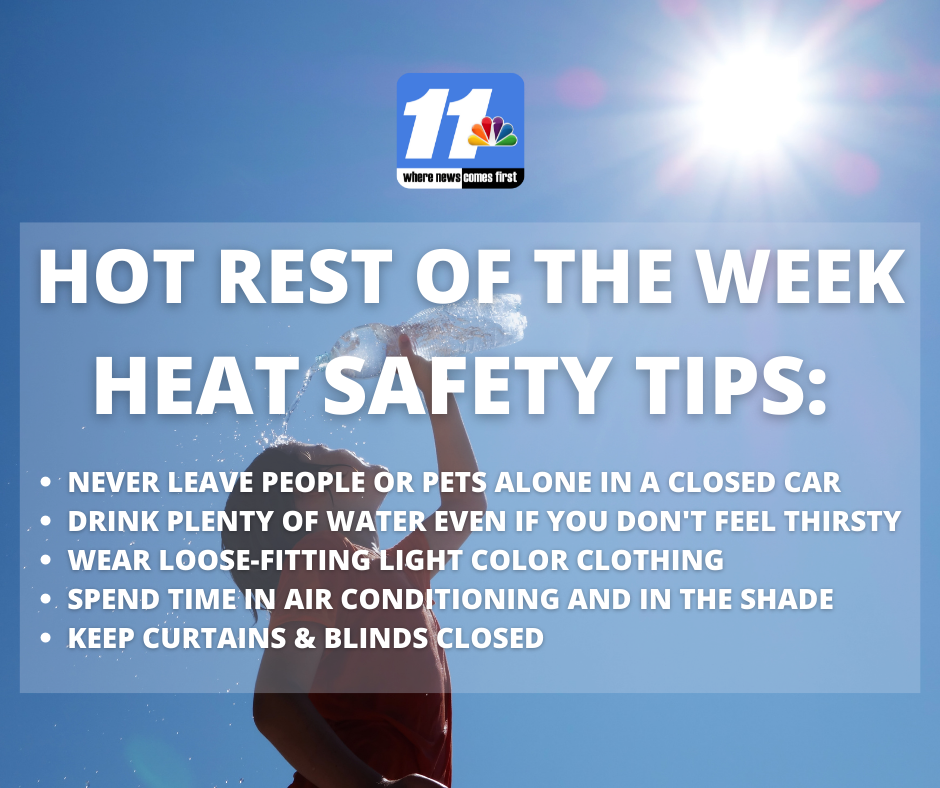 11
where news comes first
HOT REST OF THE WEEK
HEAT SAFETY TIPS:
• NEVER LEAVE PEOPLE OR PETS ALONE IN A CLOSED CAR
• DRINK PLENTY OF WATER EVEN IF YOU DON'T FEEL THIRSTY
• WEAR LOOSE-FITTING LIGHT COLOR CLOTHING
• SPEND TIME IN AIR CONDITIONING AND IN THE SHADE
• KEEP CURTAINS & BLINDS CLOSED